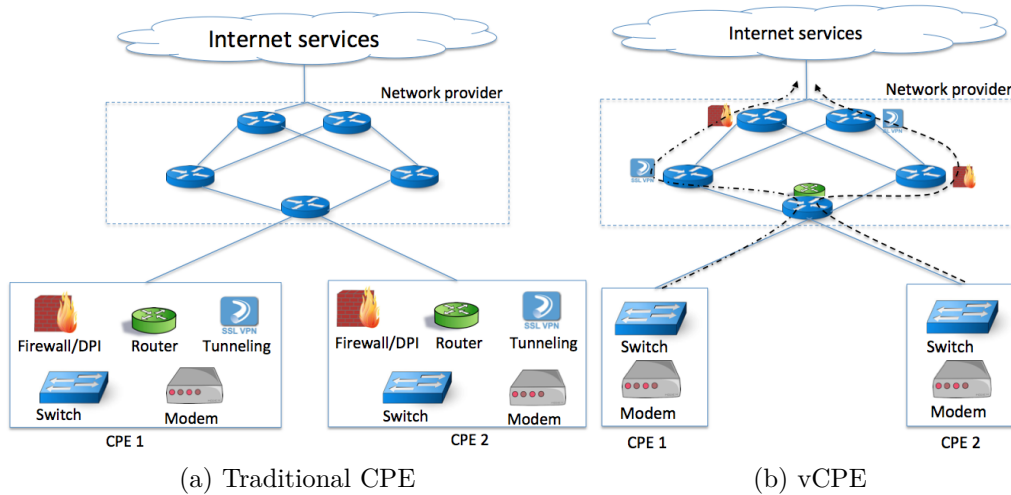 Internet services
Network provider
Firewall/DPI
Router
SSL VPN
Tunneling
Switch
Modem
CPE 1
Firewall/DPI
Router
SSL VPN
Tunneling
Switch
Modem
CPE 2
(a) Traditional CPE
Internet services
Network provider
SSL VPN
SSL VPN
Switch
Modem
CPE 1
Switch
Modem
CPE 2
(b) vCPE